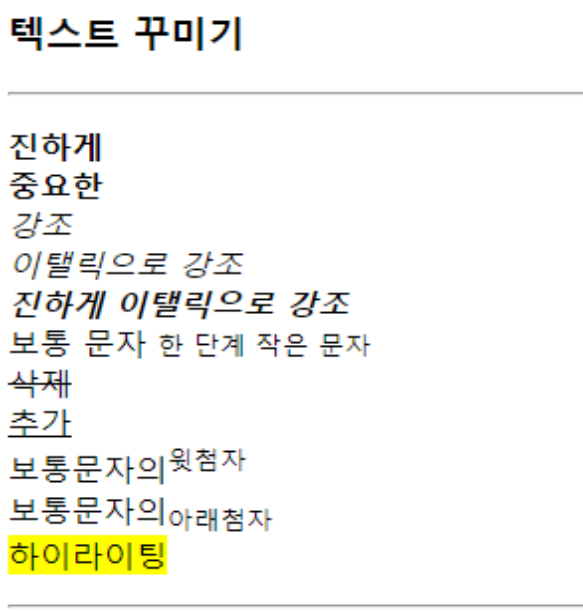 텍스트 꾸미기
진하게
중요한
강조
이탤릭으로 강조
진하게 이탤릭으로 강조
보통 문자 한 단계 작은 문자
삭제
추가
보통문자의윗첨자
보통문자의아래첨자
하이라이팅